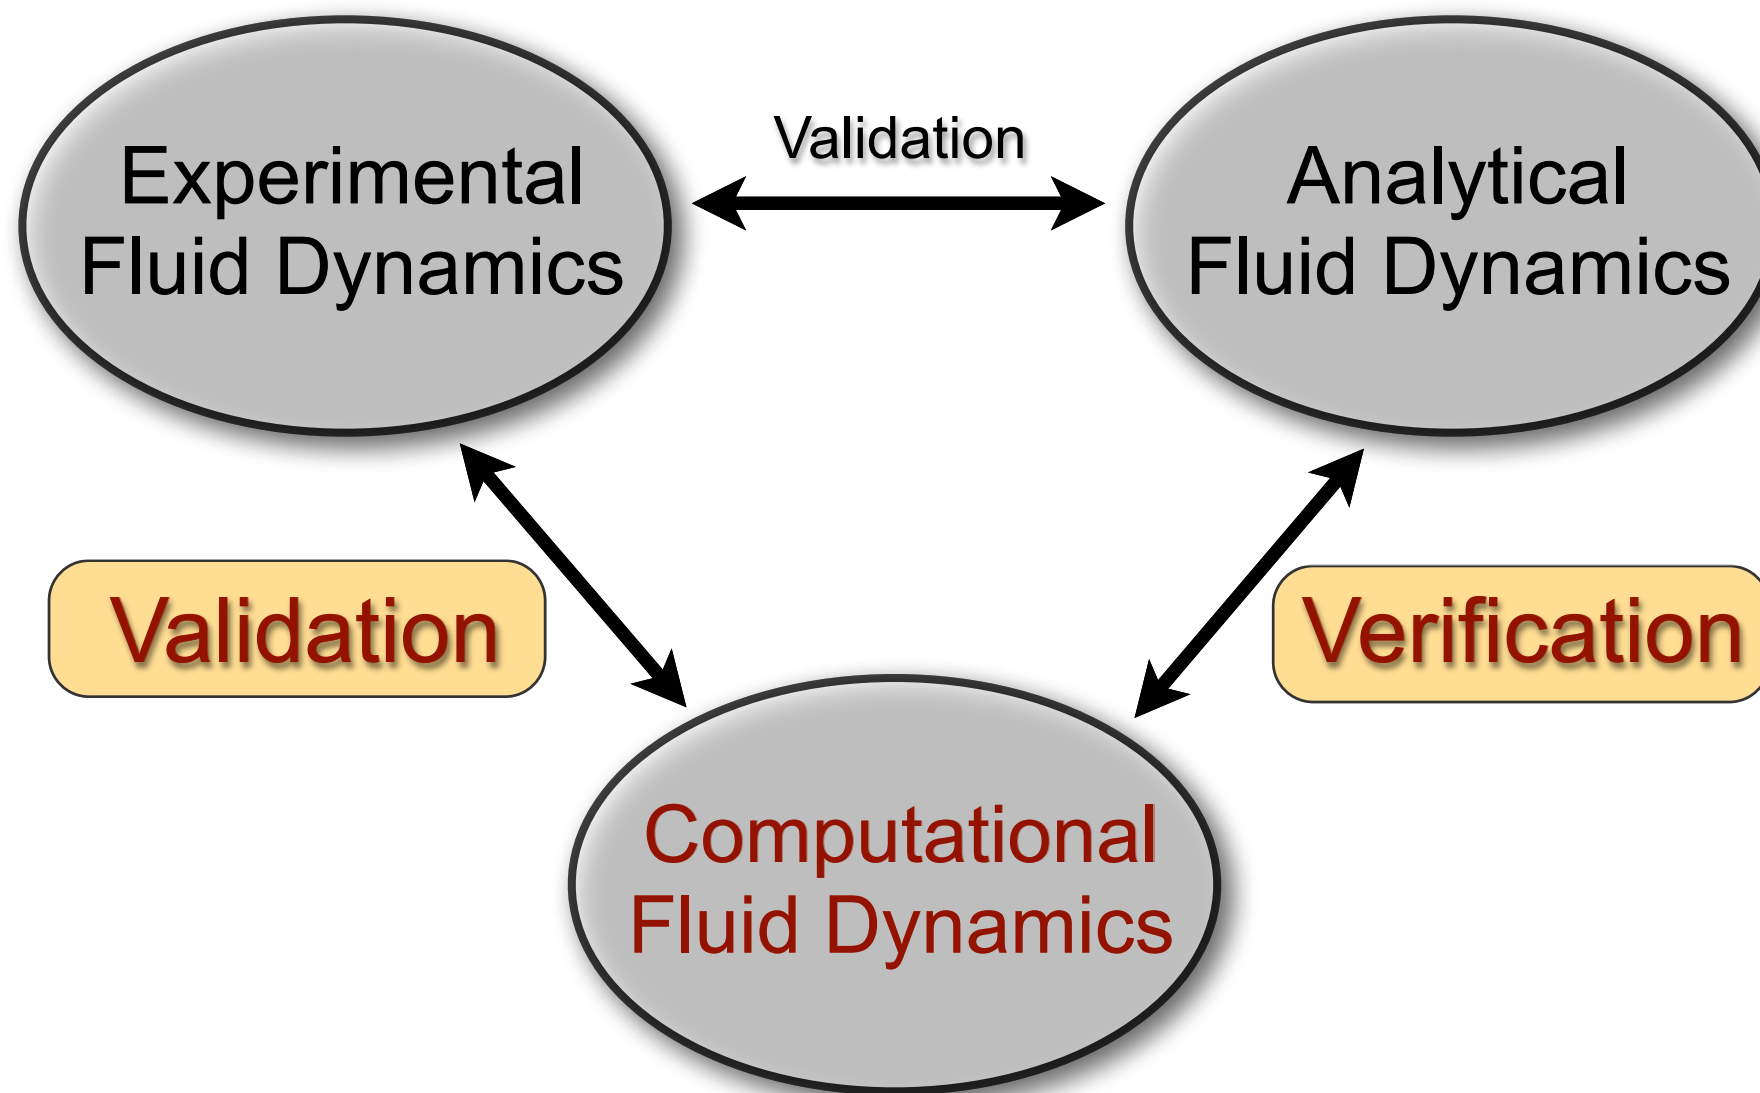 Experimental
Fluid Dynamics
Validation
Analytical
Fluid Dynamics
Validation
Verification
Computational
Fluid Dynamics